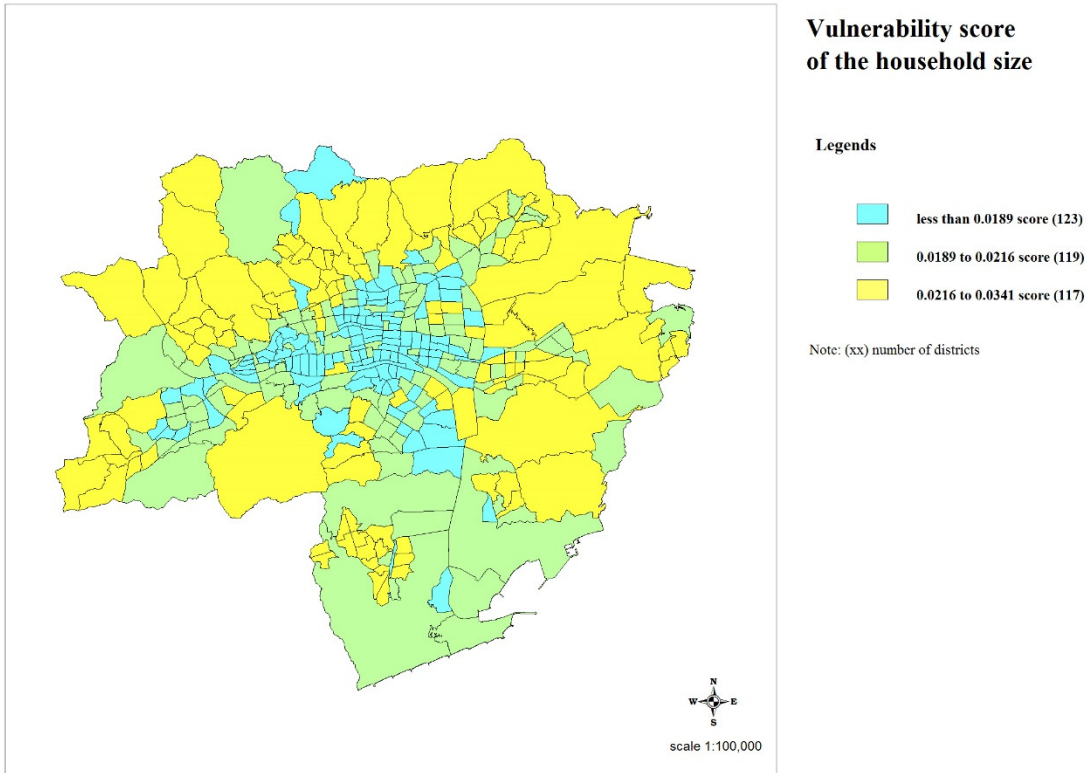 Vulnerability score
of the household size
Legends
less than 0.0189 score (123)
0.0189 to 0.0216 score (119)
0.0216 to 0.0341 score (117)
Note: (xx) number of districts
N
W E
S
scale 1:100,000